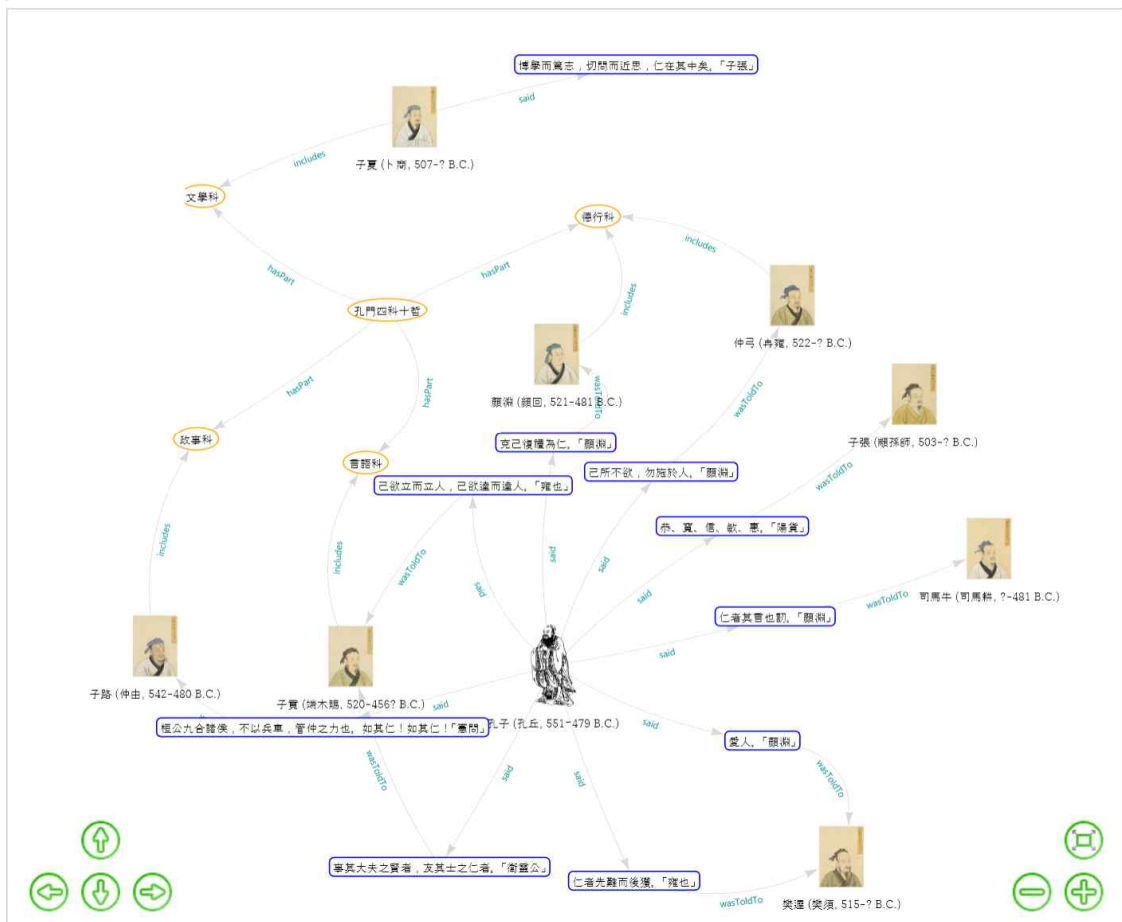 博學而篤志，切問而近思，仁在其中矣,「子張」
said
子夏 (卜商, 507-? B.C.)
includes
文學科
德行科
includes
hasPart
hasPart
includes
孔門四科十哲
仲弓 (冉雍, 522-? B.C.)
hasPart
hasPart
wasToldTo
wasToldTo
顏淵 (顏回, 521-481 B.C.)
子張 (顓孫師, 503-? B.C.)
政事科
克己復禮為仁,「顏淵」
言語科
己所不欲，勿施於人,「顏淵」
wasToldTo
己欲立而立人，己欲達而達人,「雍也」
恭、寬、信、敏、惠,「陽貨」
includes
includes
wasToldTo
said
said
said
said
wasToldTo
司馬牛 (司馬耕, ?-481 B.C.)
仁者其言也訒,「顏淵」
said
子路 (仲由, 542-480 B.C.)
子貢 (端木賜, 520-456? B.C.)
said
孔子 (孔丘, 551-479 B.C.)
said
桓公九合諸侯，不以兵車，管仲之力也, 如其仁！如其仁！「憲問」
愛人,「顏淵」
wasToldTo
said
said
wasToldTo
事其大夫之賢者，友其士之仁者,「衛靈公」
仁者先難而後獲,「雍也」
wasToldTo
樊遲 (樊須, 515-? B.C.)